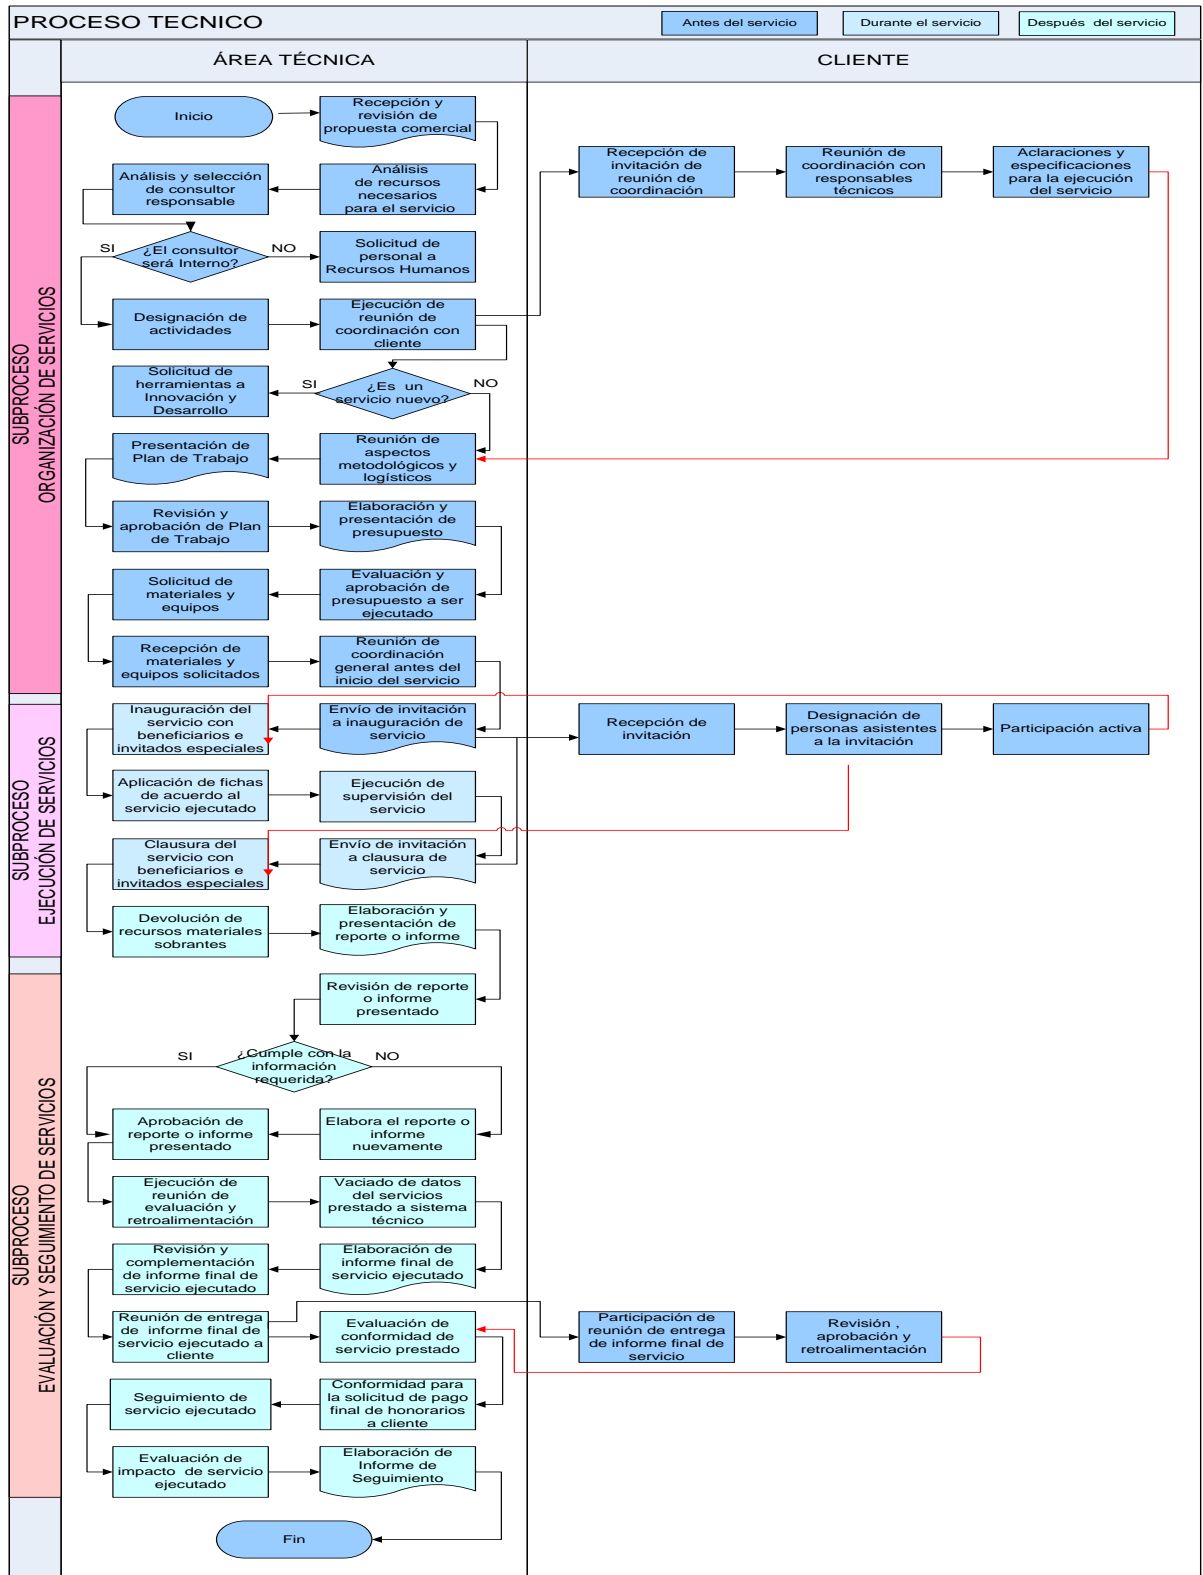 PROCESO TECNICO
Antes del servicio
Durante el servicio
Después del servicio
ÁREA TÉCNICA
CLIENTE
SUBPROCESO
ORGANIZACIÓN DE SERVICIOS
Inicio
Recepción y
revisión de
propuesta comercial
Análisis y selección
de consultor
responsable
Análisis
de recursos
necesarios
para el servicio
Recepción de
invitación de
reunión de
coordinación
Reunión de
coordinación con
responsables
técnicos
Aclaraciones y
especificaciones
para la ejecución
del servicio
SI
¿El consultor
será Interno?
NO
Solicitud de
personal a
Recursos Humanos
Designación de
actividades
Ejecución de
reunión de
coordinación con
cliente
Solicitud de
herramientas a
Innovación y
Desarrollo
SI
¿Es un
servicio nuevo?
NO
Presentación de
Plan de Trabajo
Reunión de
aspectos
metodológicos y
logísticos
Revisión y
aprobación de Plan
de Trabajo
Elaboración y
presentación de
presupuesto
Solicitud de
materiales y
equipos
Evaluación y
aprobación de
presupuesto a ser
ejecutado
Recepción de
materiales y
equipos solicitados
Reunión de
coordinación
general antes del
inicio del servicio
SUBPROCESO
EJECUCIÓN DE SERVICIOS
Inauguración del
servicio con
beneficiarios e
invitados especiales
Envío de invitación
a inauguración de
servicio
Recepción de
invitación
Designación de
personas asistentes
a la invitación
Participación activa
Aplicación de fichas
de acuerdo al
servicio ejecutado
Ejecución de
supervisión del
servicio
Clausura del
servicio con
beneficiarios e
invitados especiales
Envío de invitación
a clausura de
servicio
Devolución de
recursos materiales
sobrantes
Elaboración y
presentación de
reporte o informe
SUBPROCESO
EVALUACIÓN Y SEGUIMIENTO DE SERVICIOS
Revisión de reporte
o informe
presentado
SI
¿Cumple con la
información
requerida?
NO
Aprobación de
reporte o informe
presentado
Elabora el reporte o
informe
nuevamente
Ejecución de
reunión de
evaluación y
retroalimentación
Vaciado de datos
del servicios
prestado a sistema
técnico
Revisión y
complementación
de informe final de
servicio ejecutado
Elaboración de
informe final de
servicio ejecutado
Reunión de entrega
de informe final de
servicio ejecutado a
cliente
Evaluación de
conformidad de
servicio prestado
Participación de
reunión de entrega
de informe final de
servicio
Revisión ,
aprobación y
retroalimentación
Seguimiento de
servicio ejecutado
Conformidad para
la solicitud de pago
final de honorarios
a cliente
Evaluación de
impacto de servicio
ejecutado
Elaboración de
Informe de
Seguimiento
Fin